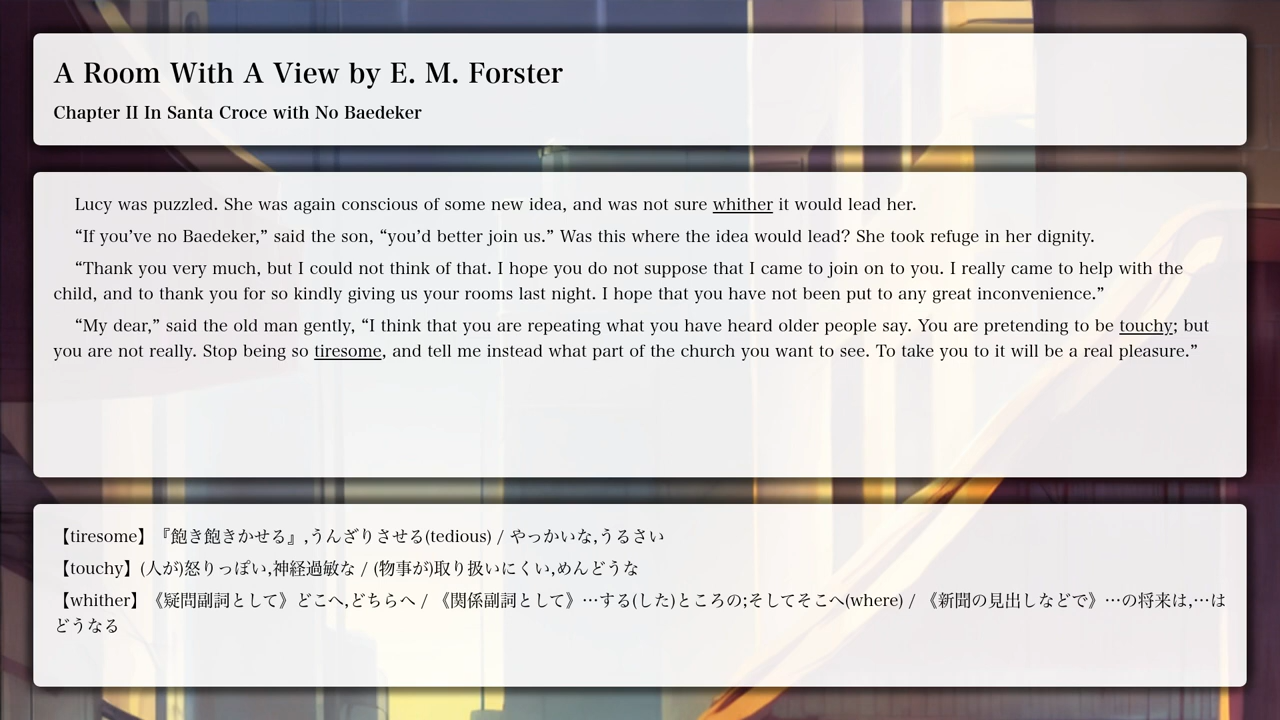 A Room With A View by E. M. Forster
Chapter II In Santa Croce with No Baedeker
Lucy was puzzled. She was again conscious of some new idea, and was not sure whither it would lead her.
“If you’ve no Baedeker,” said the son, “you’d better join us.” Was this where the idea would lead? She took refuge in her dignity.
“Thank you very much, but I could not think of that. I hope you do not suppose that I came to join on to you. I really came to help with the
child, and to thank you for so kindly giving us your rooms last night. I hope that you have not been put to any great inconvenience.”
“My dear,” said the old man gently, “I think that you are repeating what you have heard older people say. You are pretending to be touchy; but
you are not really. Stop being so tiresome, and tell me instead what part of the church you want to see. To take you to it will be a real pleasure.”
【tiresome】『飽き飽きかせる』,うんざりさせる(tedious) / やっかいな,うるさい
【touchy】(人が)怒りっぽい,神経過敏な / (物事が)取り扱いにくい,めんどうな
【whither】《疑問副詞として》どこへ,どちらへ / 《関係副詞として》…する(した)ところの;そしてそこへ(where) / 《新聞の見出しなどで》…の将来は,…は
どうなる